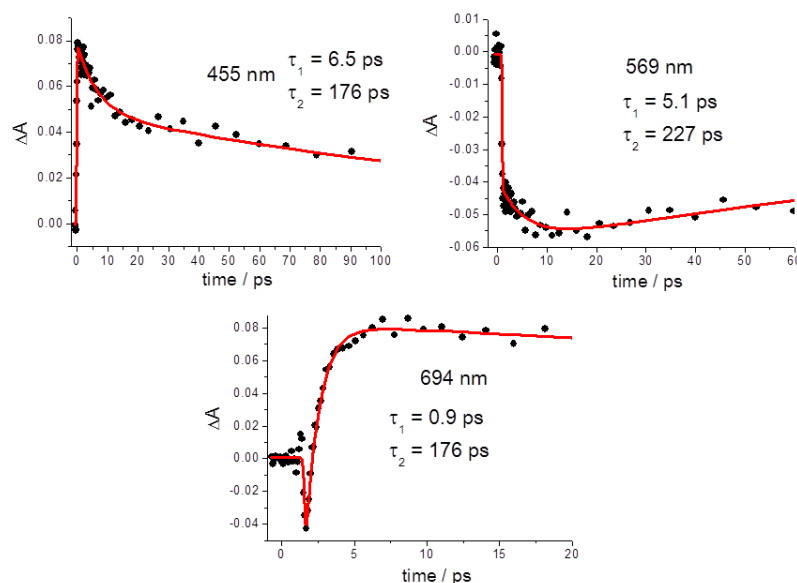 0.08
0.06
0.04
0.02
0.00
ΔA
455 nm
τ1 = 6.5 ps
τ2 = 176 ps
0 5 10 20 30 40 50 60 70 80 90 100
time / ps
0.01
0.00
-0.01
-0.02
-0.03
-0.04
-0.05
-0.06
ΔA
569 nm
τ1 = 5.1 ps
τ2 = 227 ps
0 10 20 30 40 50 60
time / ps
0.08
0.06
0.04
0.02
0.00
-0.02
-0.04
ΔA
694 nm
τ1 = 0.9 ps
τ2 = 176 ps
0 5 10 15 20
time / ps